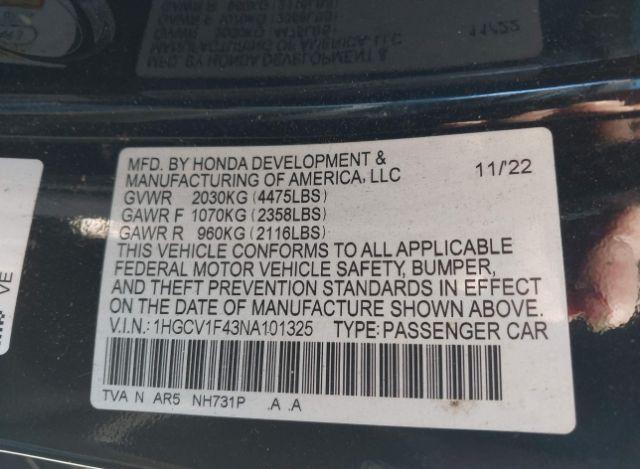 MFD. BY HONDA DEVELOPMENT &
MANUFACTURING OF AMERICA, LLC 11/'22
GVWR 2030KG (4475LBS)
GAWR F 1070KG (2358LBS)
GAWR R 960KG (2116LBS)
THIS VEHICLE CONFORMS TO ALL APPLICABLE
FEDERAL MOTOR VEHICLE SAFETY, BUMPER,
AND THEFT PREVENTION STANDARDS IN EFFECT
ON THE DATE OF MANUFACTURE SHOWN ABOVE.
V.I.N.: 1HGCV1F43NA101325 TYPE: PASSENGER CAR
TVA N AR5 NH731P .A .A
VE